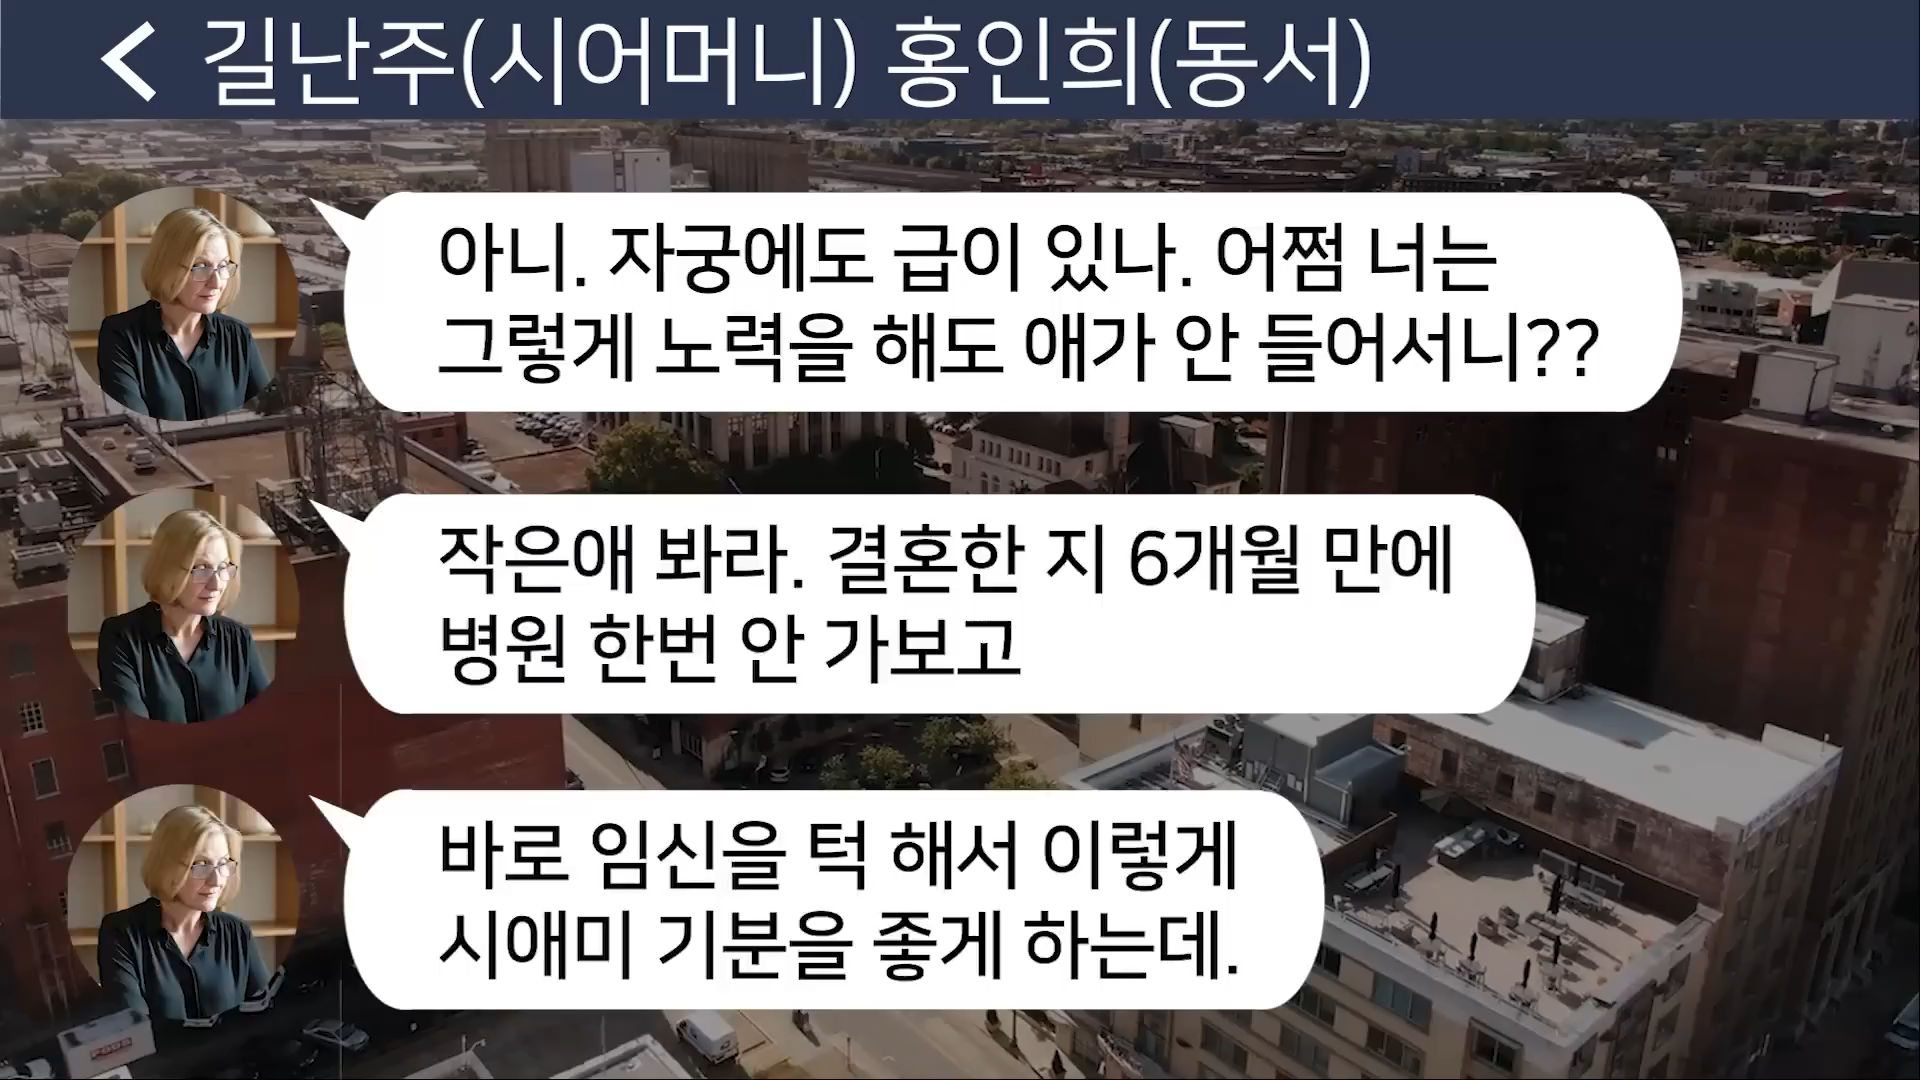 길난주(시어머니) 홍인희(동서)
아니. 자궁에도 급이 있나. 어쩜 너는
그렇게 노력을 해도 애가 안 들어서니??
작은애 봐라. 결혼한 지 6개월 만에
병원 한번 안 가보고
바로 임신을 턱 해서 이렇게
시애미 기분을 좋게 하는데.